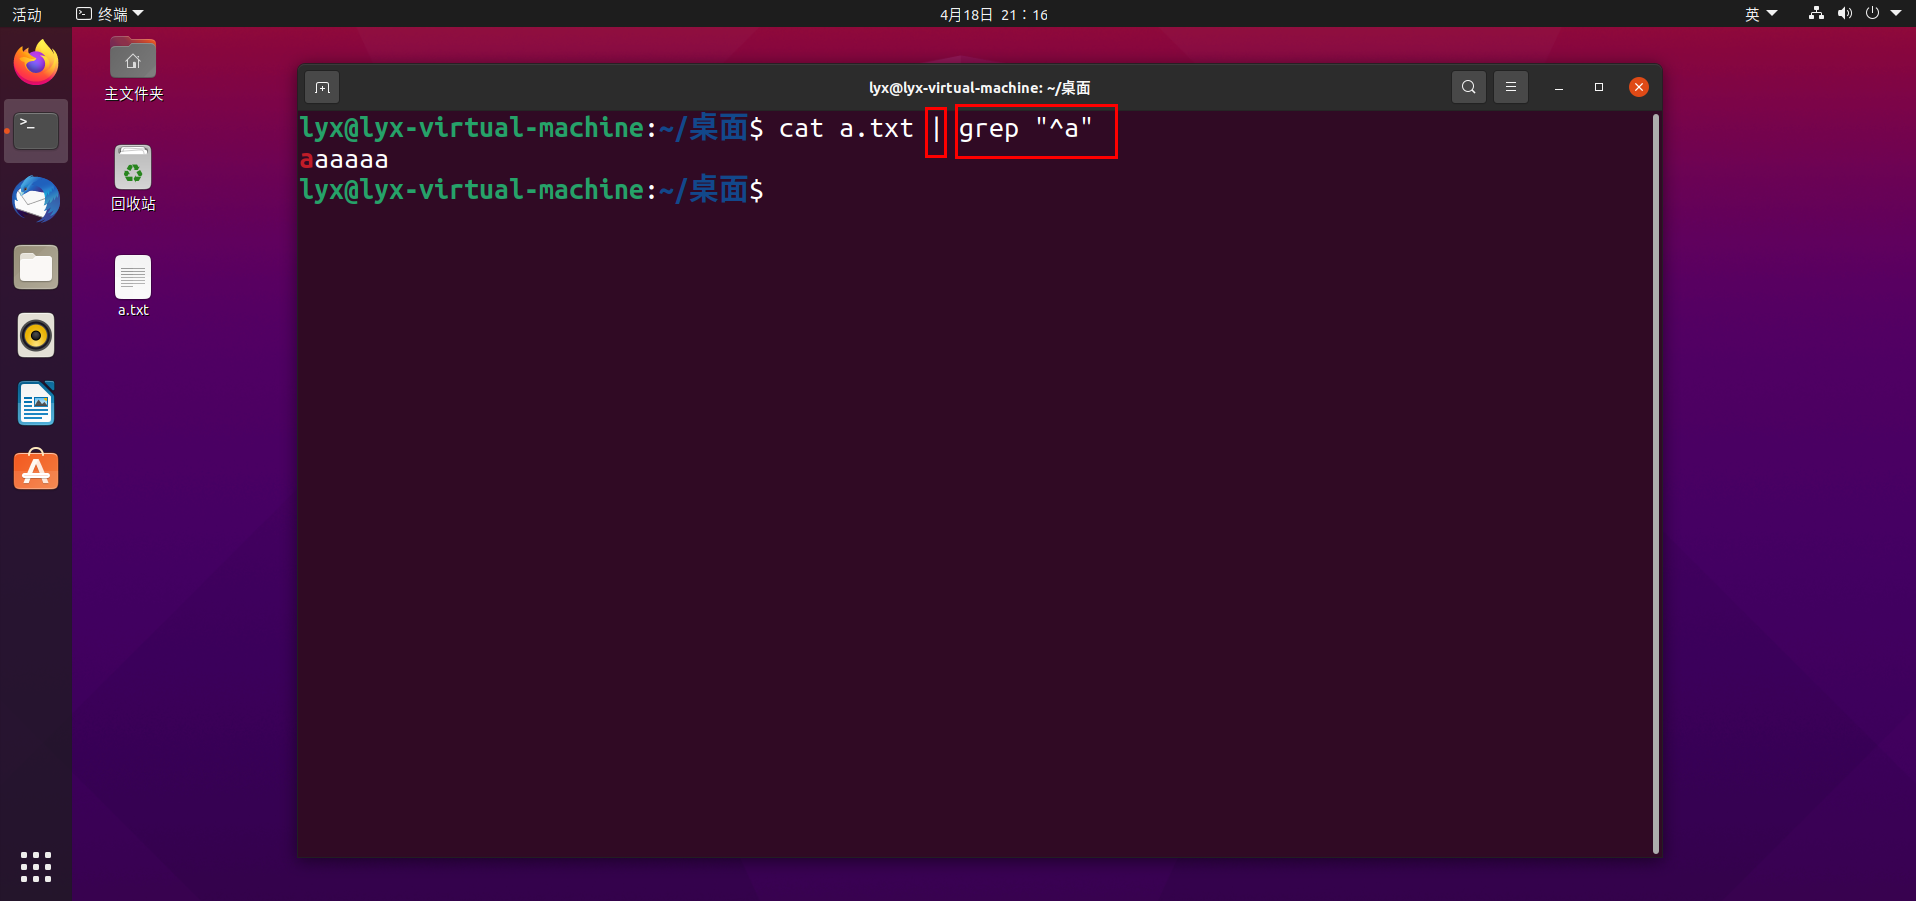 活动 终端 4月18日 21：16 英
主文件夹
回收站
a.txt
lyx@lyx-virtual-machine: ~/桌面
lyx@lyx-virtual-machine:~/桌面$ cat a.txt | grep "^a"
aaaaaa
lyx@lyx-virtual-machine:~/桌面$